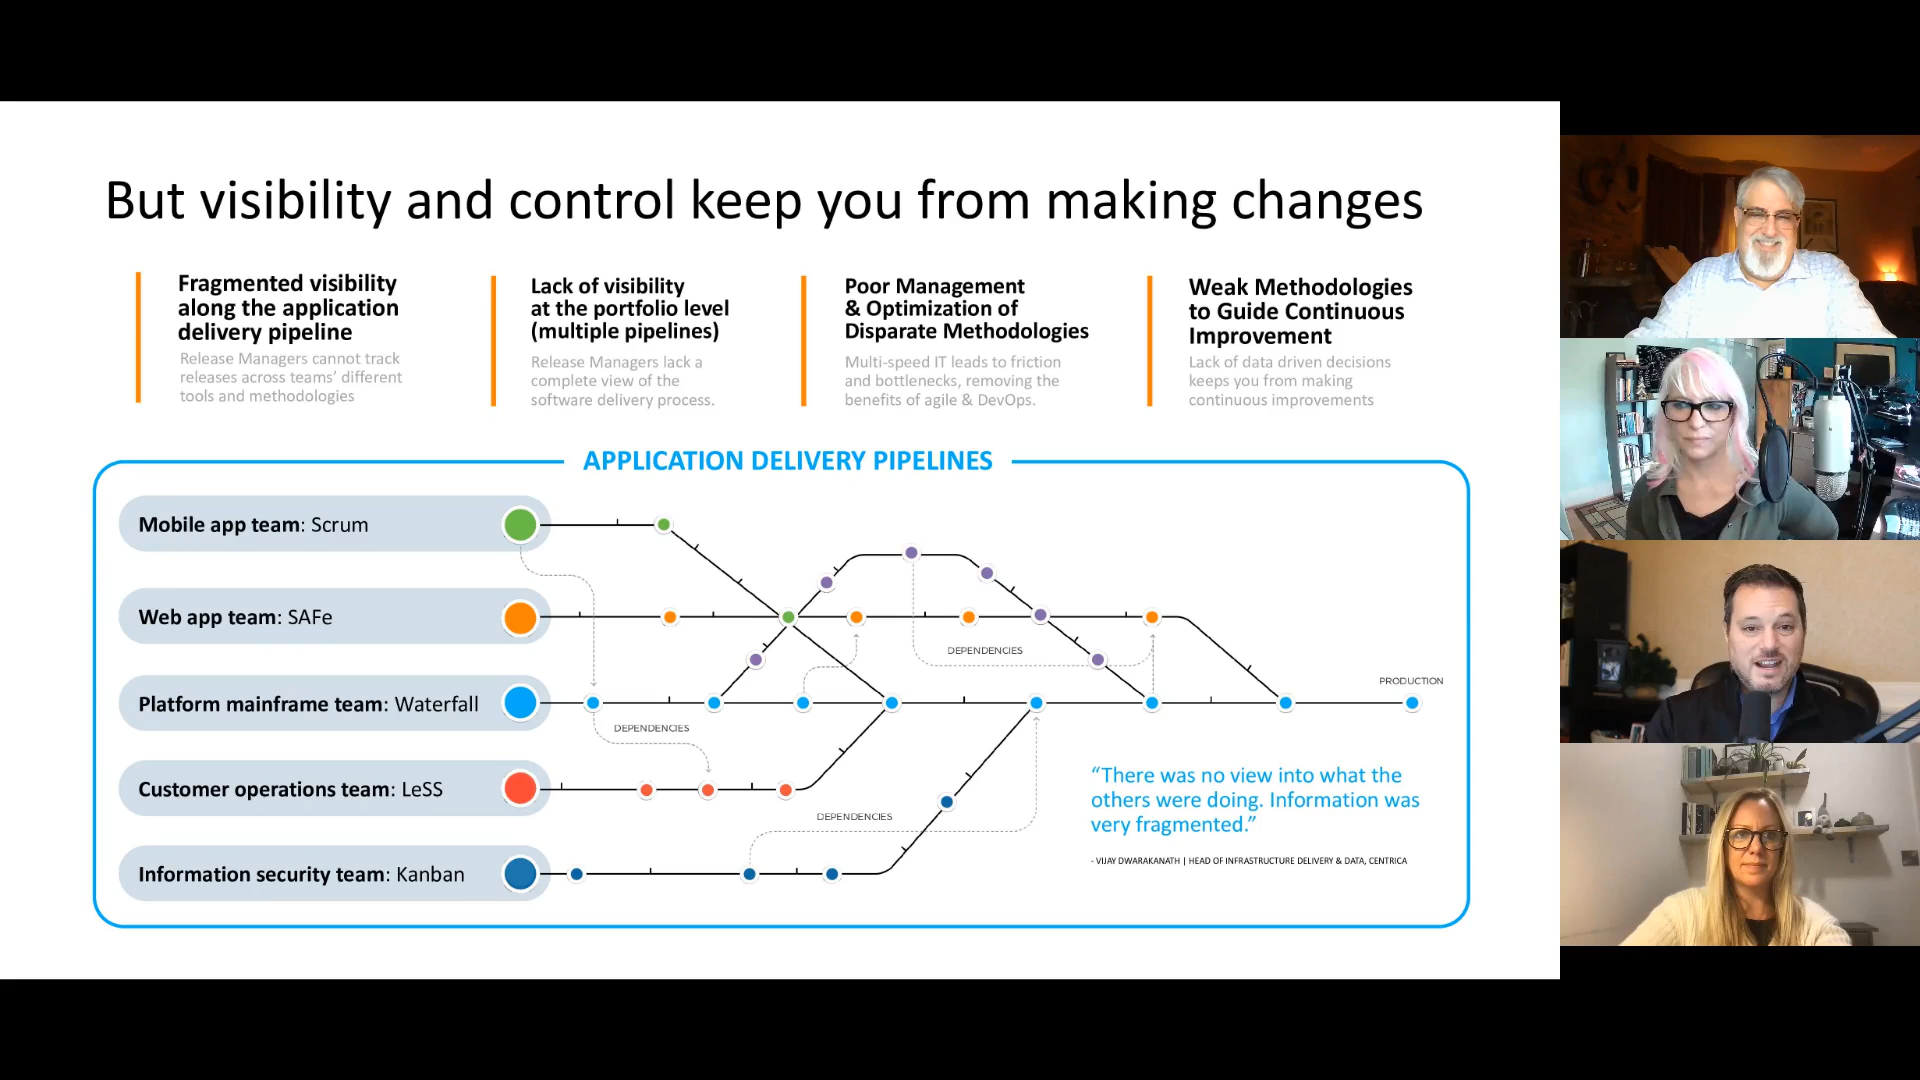 But visibility and control keep you from making changes
Fragmented visibility
along the application
delivery pipeline
Release Managers cannot track
releases across teams' different
tools and methodologies
Lack of visibility
at the portfolio level
(multiple pipelines)
Release Managers lack a
complete view of the
software delivery process.
Poor Management
& Optimization of
Disparate Methodologies
Multi-speed IT leads to friction
and bottlenecks, removing the
benefits of agile & DevOps.
Weak Methodologies
to Guide Continuous
Improvement
Lack of data driven decisions
keeps you from making
continuous improvements
APPLICATION DELIVERY PIPELINES
Mobile app team: Scrum
Web app team: SAFe
DEPENDENCIES
Platform mainframe team: Waterfall
PRODUCTION
DEPENDENCIES
Customer operations team: LeSS
DEPENDENCIES
Information security team: Kanban
“There was no view into what the
others were doing. Information was
very fragmented.”
- VIJAY DWARAKANATH | HEAD OF INFRASTRUCTURE DELIVERY & DATA, CENTRICA